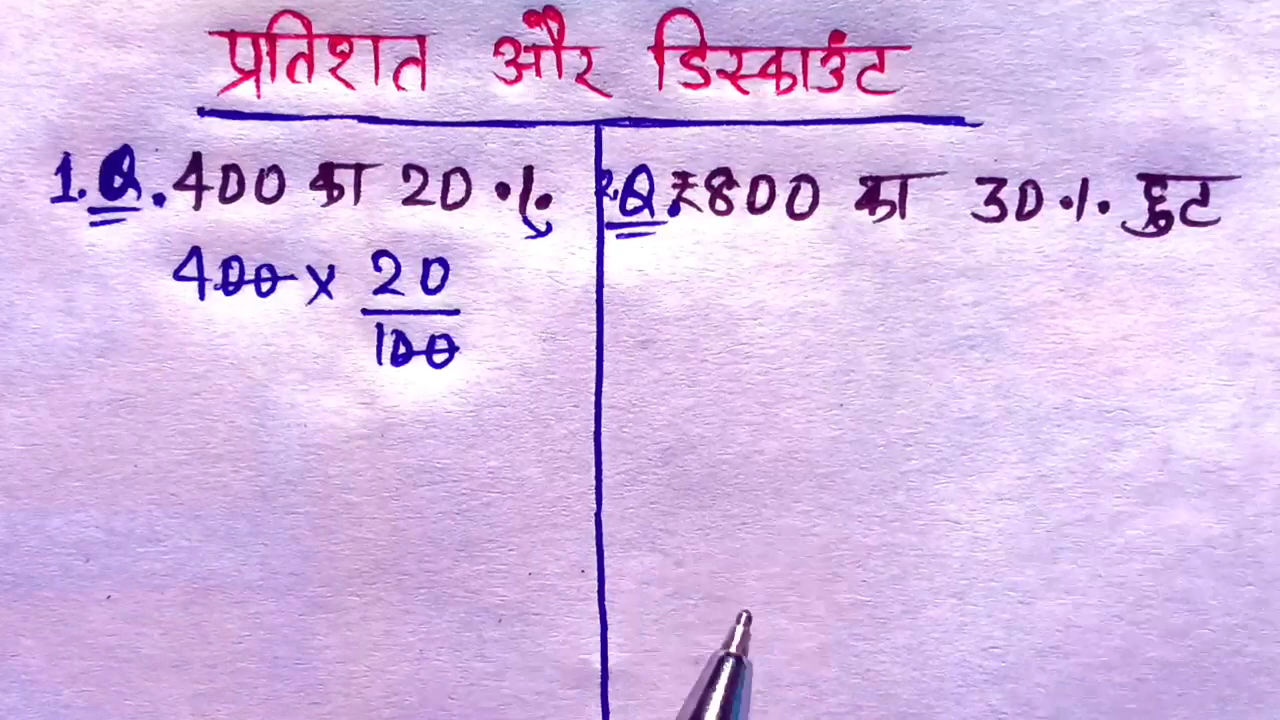 प्रतिशत और डिस्काउंट
1.Q. 400 का 20 %
400 x 20
100
2.Q. ₹800 का 30% छुट